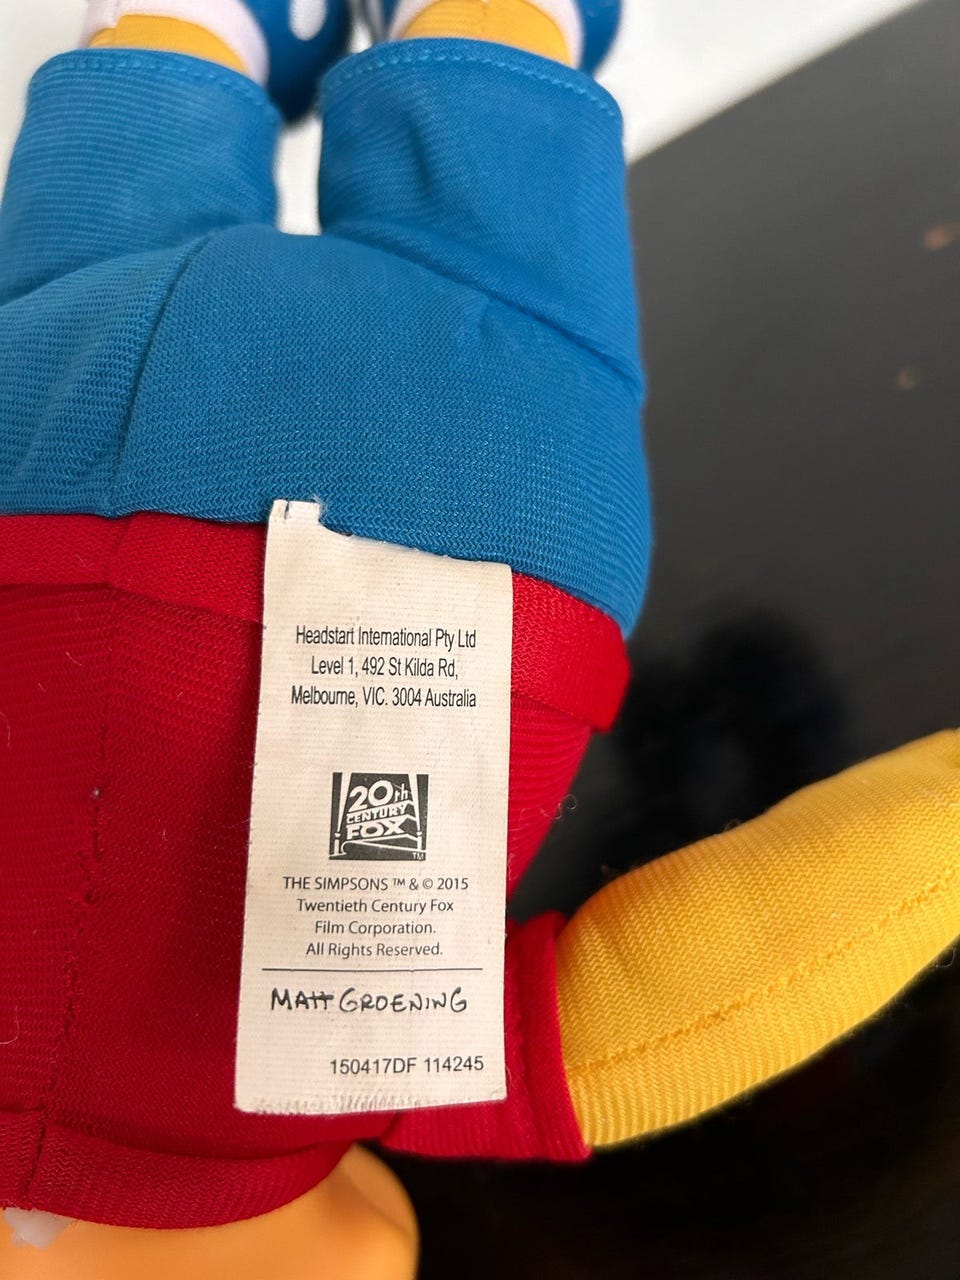 Headstart International Pty Ltd
Level 1, 492 St Kilda Rd,
Melbourne, VIC. 3004 Australia
20th
CENTURY
FOX
TM
THE SIMPSONS ™ & © 2015
Twentieth Century Fox
Film Corporation.
All Rights Reserved.
MATT GROENING
150417DF 114245